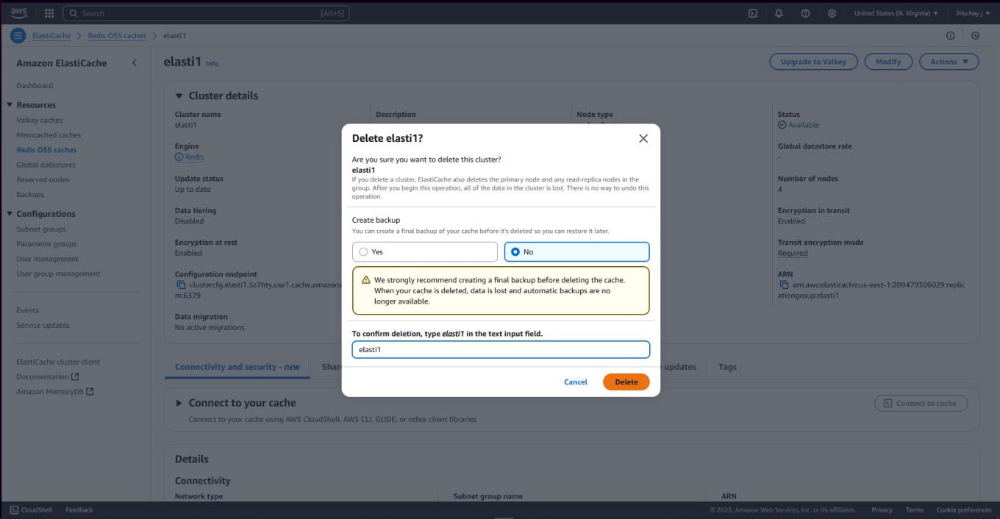 aws
Search [Alt+S]
United States (N. Virginia) Nischay j
ElastiCache > Redis OSS caches > elasti1
Amazon ElastiCache
Dashboard
Resources
Valkey caches
Memcached caches
Redis OSS caches
Global datastores
Reserved nodes
Backups
Configurations
Subnet groups
Parameter groups
User management
User group management
Events
Service updates
ElastiCache cluster client
Documentation
Amazon MemoryDB
elasti1 Info
Upgrade to Valkey Modify Actions
Cluster details
Cluster name
elasti1
Engine
Redis
Update status
Up to date
Data tiering
Disabled
Encryption at rest
Enabled
Configuration endpoint
clustercfg.elasti1.5z7hty.use1.cache.amazona
m:6379
Data migration
No active migrations
Description
Node type
Status
Available
Global datastore role
-
Number of nodes
4
Encryption in transit
Enabled
Transit encryption mode
Required
ARN
arn:aws:elasticache:us-east-1:209479306029:replic
ationgroup:elasti1
Delete elasti1?
Are you sure you want to delete this cluster?
elasti1
If you delete a cluster, ElastiCache also deletes the primary node and any read-replica nodes in the
group. After you begin this operation, all of the data in the cluster is lost. There is no way to undo this
operation.
Create backup
You can create a final backup of your cache before it's deleted so you can restore it later.
Yes No
We strongly recommend creating a final backup before deleting the cache.
When your cache is deleted, data is lost and automatic backups are no
longer available.
To confirm deletion, type elasti1 in the text input field.
elasti1
Cancel Delete
Connectivity and security - new Shar updates Tags
Connect to your cache
Connect to your cache using AWS CloudShell, AWS CLI, GLIDE, or other client libraries.
Connect to cache
Details
Connectivity
Network type Subnet group name ARN
CloudShell Feedback © 2025, Amazon Web Services, Inc. or its affiliates. Privacy Terms Cookie preferences